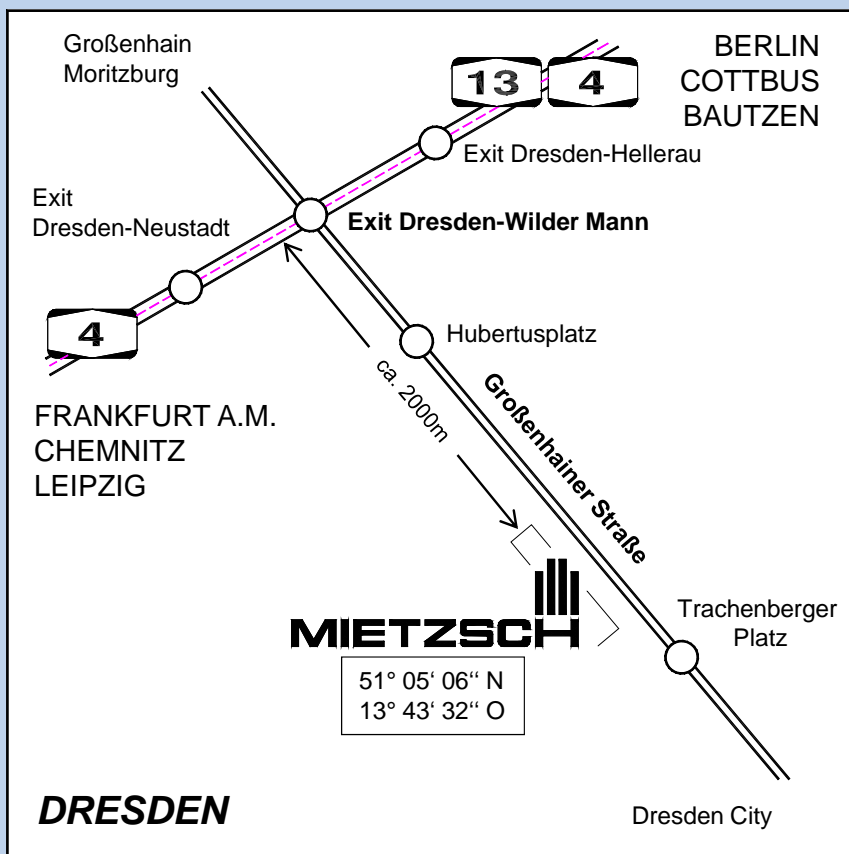 Großenhain
Moritzburg
BERLIN
COTTBUS
BAUTZEN
13
4
Exit Dresden-Hellerau
Exit
Dresden-Neustadt
Exit Dresden-Wilder Mann
4
Hubertusplatz
ca. 2000m
Großenhainer Straße
FRANKFURT A.M.
CHEMNITZ
LEIPZIG
MIETZSCH
Trachenberger
Platz
51° 05‘ 06“ N
13° 43‘ 32“ O
DRESDEN
Dresden City